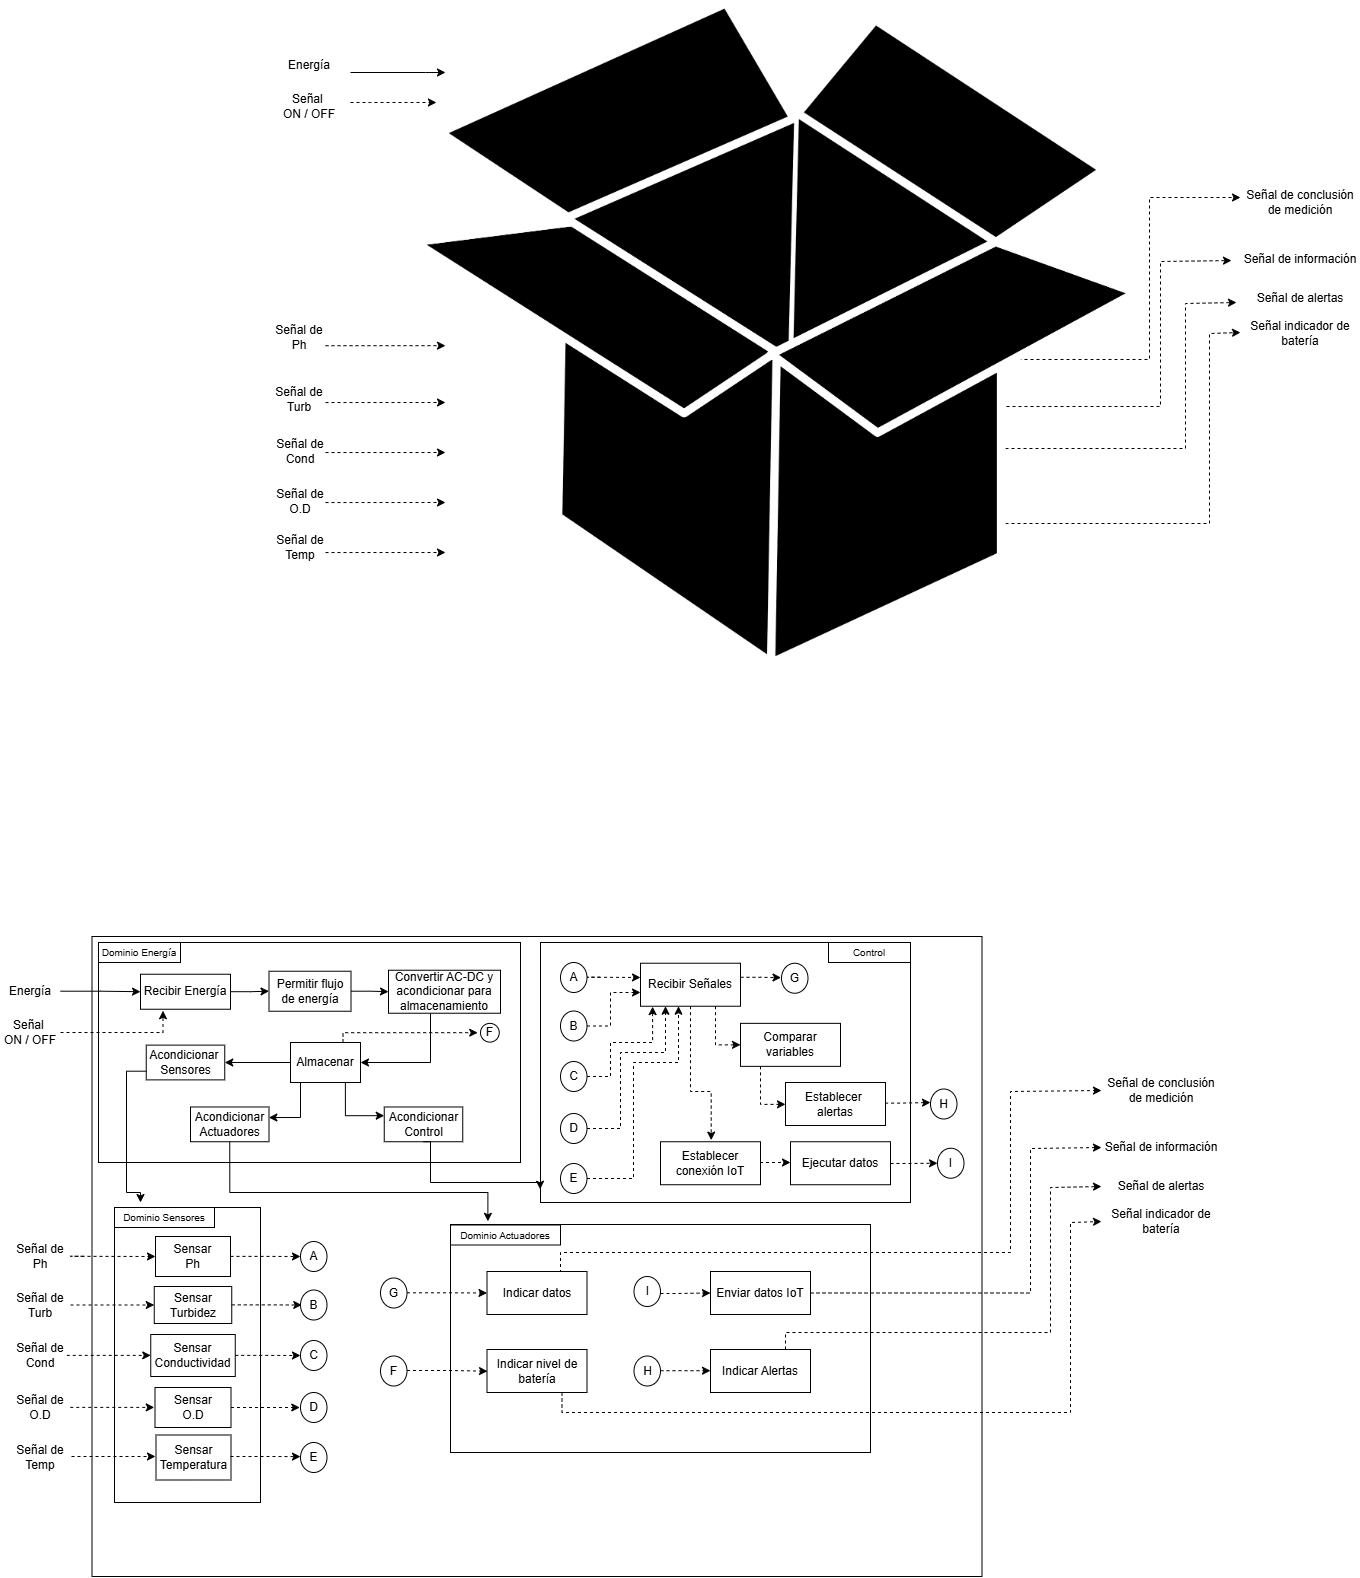 Energía
Señal
ON / OFF
Señal de conclusión
de medición
Señal de información
Señal de alertas
Señal indicador de
batería
Señal de
Ph
Señal de
Turb
Señal de
Cond
Señal de
O.D
Señal de
Temp
Dominio Energía
Control
Energía
Señal
ON / OFF
Recibir Energía
Permitir flujo
de energía
Convertir AC-DC y
acondicionar para
almacenamiento
F
Almacenar
Acondicionar
Sensores
Acondicionar
Actuadores
Acondicionar
Control
A
B
C
D
E
Recibir Señales
G
Comparar
variables
Establecer
alertas
H
Establecer
conexión IoT
Ejecutar datos
I
Señal de conclusión
de medición
Señal de información
Señal de alertas
Señal indicador de
batería
Dominio Sensores
Señal de
Ph
Sensar
Ph
A
Señal de
Turb
Sensar
Turbidez
B
Señal de
Cond
Sensar
Conductividad
C
Señal de
O.D
Sensar
O.D
D
Señal de
Temp
Sensar
Temperatura
E
Dominio Actuadores
G
Indicar datos
I
Enviar datos IoT
F
Indicar nivel de
batería
H
Indicar Alertas